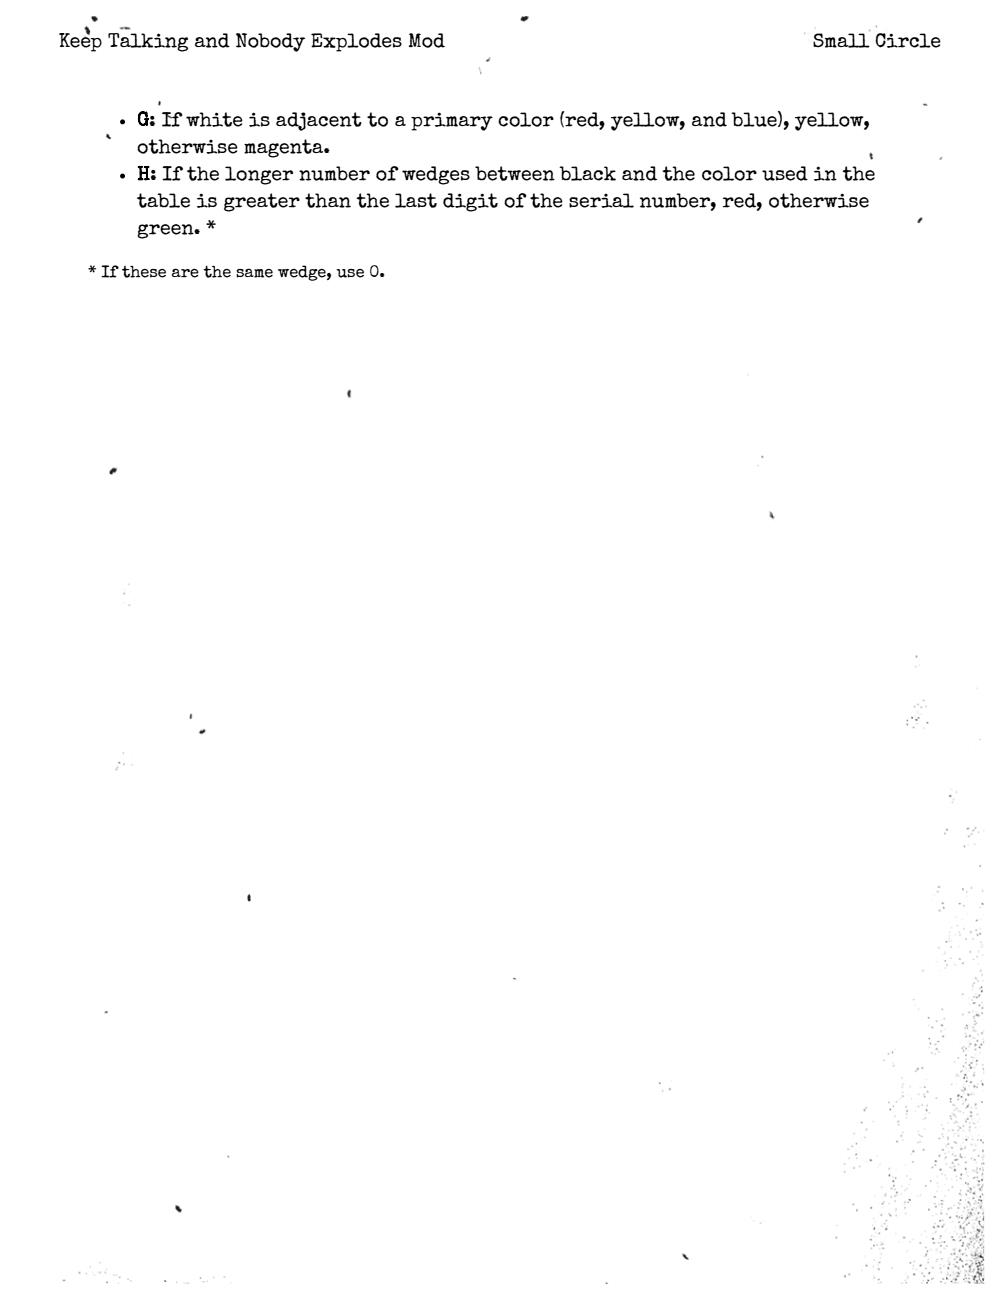 Keep Talking and Nobody Explodes Mod
Small Circle
• G: If white is adjacent to a primary color (red, yellow, and blue), yellow,
otherwise magenta.
• H: If the longer number of wedges between black and the color used in the
table is greater than the last digit of the serial number, red, otherwise
green. *
* If these are the same wedge, use 0.